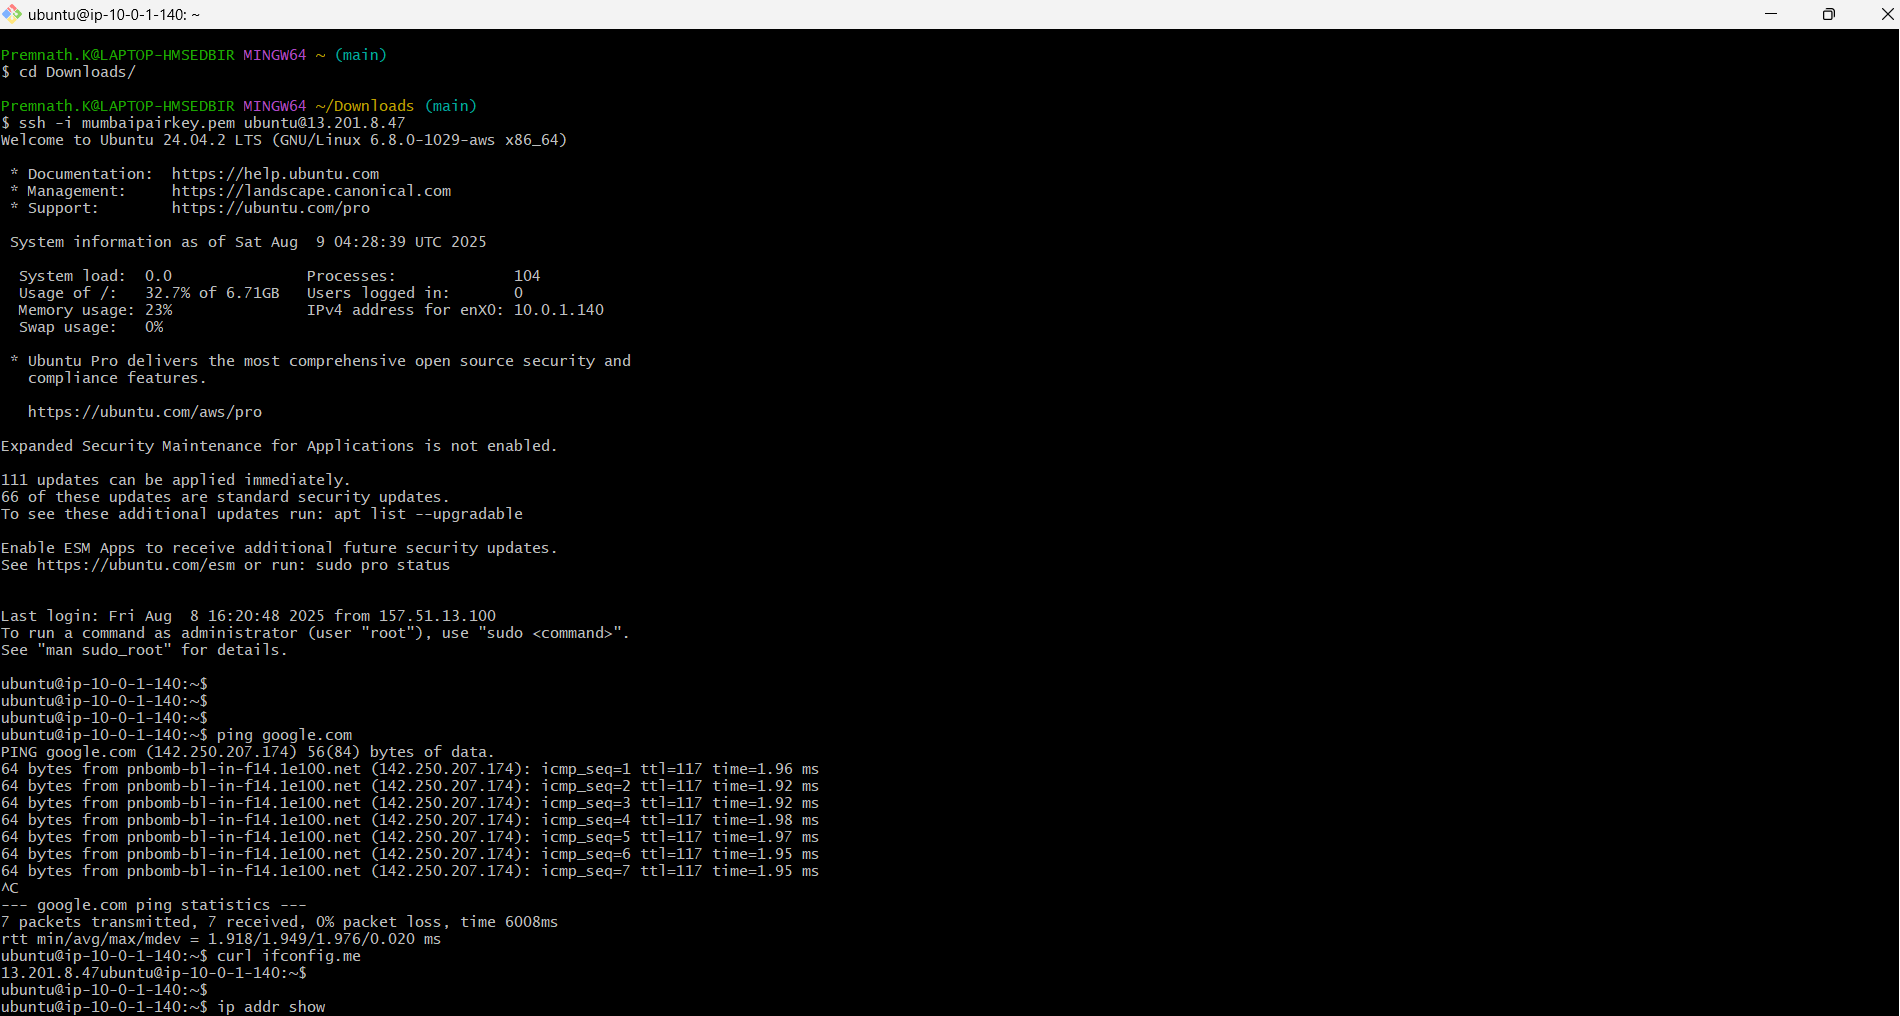 ubuntu@ip-10-0-1-140: ~
Premnath.K@LAPTOP-HMSEDBIR MINGW64 ~ (main)
$ cd Downloads/
Premnath.K@LAPTOP-HMSEDBIR MINGW64 ~/Downloads (main)
$ ssh -i mumbaipairkey.pem ubuntu@13.201.8.47
Welcome to Ubuntu 24.04.2 LTS (GNU/Linux 6.8.0-1029-aws x86_64)
* Documentation:  https://help.ubuntu.com
* Management:     https://landscape.canonical.com
* Support:        https://ubuntu.com/pro
System information as of Sat Aug  9 04:28:39 UTC 2025
System load:  0.0               Processes:             104
Usage of /:   32.7% of 6.71GB   Users logged in:       0
Memory usage: 23%               IPv4 address for enX0: 10.0.1.140
Swap usage:   0%
* Ubuntu Pro delivers the most comprehensive open source security and
compliance features.
https://ubuntu.com/aws/pro
Expanded Security Maintenance for Applications is not enabled.
111 updates can be applied immediately.
66 of these updates are standard security updates.
To see these additional updates run: apt list --upgradable
Enable ESM Apps to receive additional future security updates.
See https://ubuntu.com/esm or run: sudo pro status
Last login: Fri Aug  8 16:20:48 2025 from 157.51.13.100
To run a command as administrator (user "root"), use "sudo <command>".
See "man sudo_root" for details.
ubuntu@ip-10-0-1-140:~$
ubuntu@ip-10-0-1-140:~$
ubuntu@ip-10-0-1-140:~$
ubuntu@ip-10-0-1-140:~$ ping google.com
PING google.com (142.250.207.174) 56(84) bytes of data.
64 bytes from pnbomb-bl-in-f14.1e100.net (142.250.207.174): icmp_seq=1 ttl=117 time=1.96 ms
64 bytes from pnbomb-bl-in-f14.1e100.net (142.250.207.174): icmp_seq=2 ttl=117 time=1.92 ms
64 bytes from pnbomb-bl-in-f14.1e100.net (142.250.207.174): icmp_seq=3 ttl=117 time=1.92 ms
64 bytes from pnbomb-bl-in-f14.1e100.net (142.250.207.174): icmp_seq=4 ttl=117 time=1.98 ms
64 bytes from pnbomb-bl-in-f14.1e100.net (142.250.207.174): icmp_seq=5 ttl=117 time=1.97 ms
64 bytes from pnbomb-bl-in-f14.1e100.net (142.250.207.174): icmp_seq=6 ttl=117 time=1.95 ms
64 bytes from pnbomb-bl-in-f14.1e100.net (142.250.207.174): icmp_seq=7 ttl=117 time=1.95 ms
^C
--- google.com ping statistics ---
7 packets transmitted, 7 received, 0% packet loss, time 6008ms
rtt min/avg/max/mdev = 1.918/1.949/1.976/0.020 ms
ubuntu@ip-10-0-1-140:~$ curl ifconfig.me
13.201.8.47ubuntu@ip-10-0-1-140:~$
ubuntu@ip-10-0-1-140:~$
ubuntu@ip-10-0-1-140:~$ ip addr show